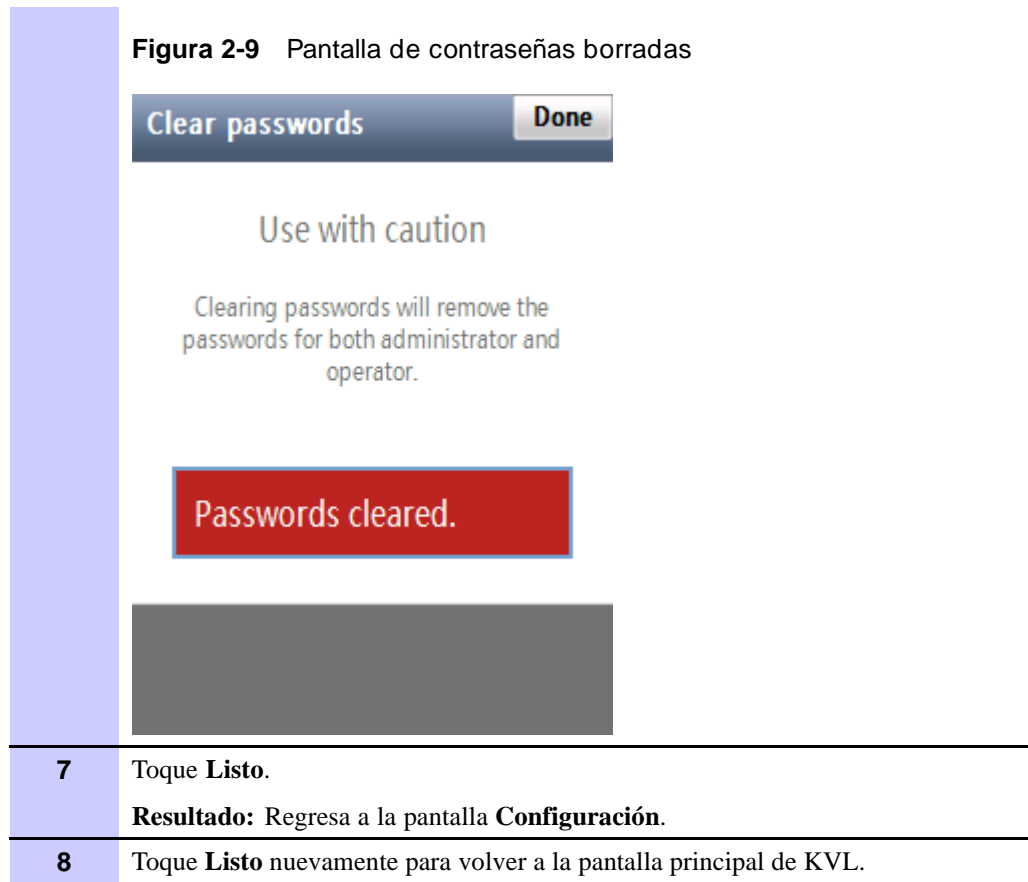 Figura 2-9 Pantalla de contraseñas borradas
Clear passwords
Done
Use with caution
Clearing passwords will remove the
passwords for both administrator and
operator.
Passwords cleared.
7 Toque Listo.
Resultado: Regresa a la pantalla Configuración.
8 Toque Listo nuevamente para volver a la pantalla principal de KVL.